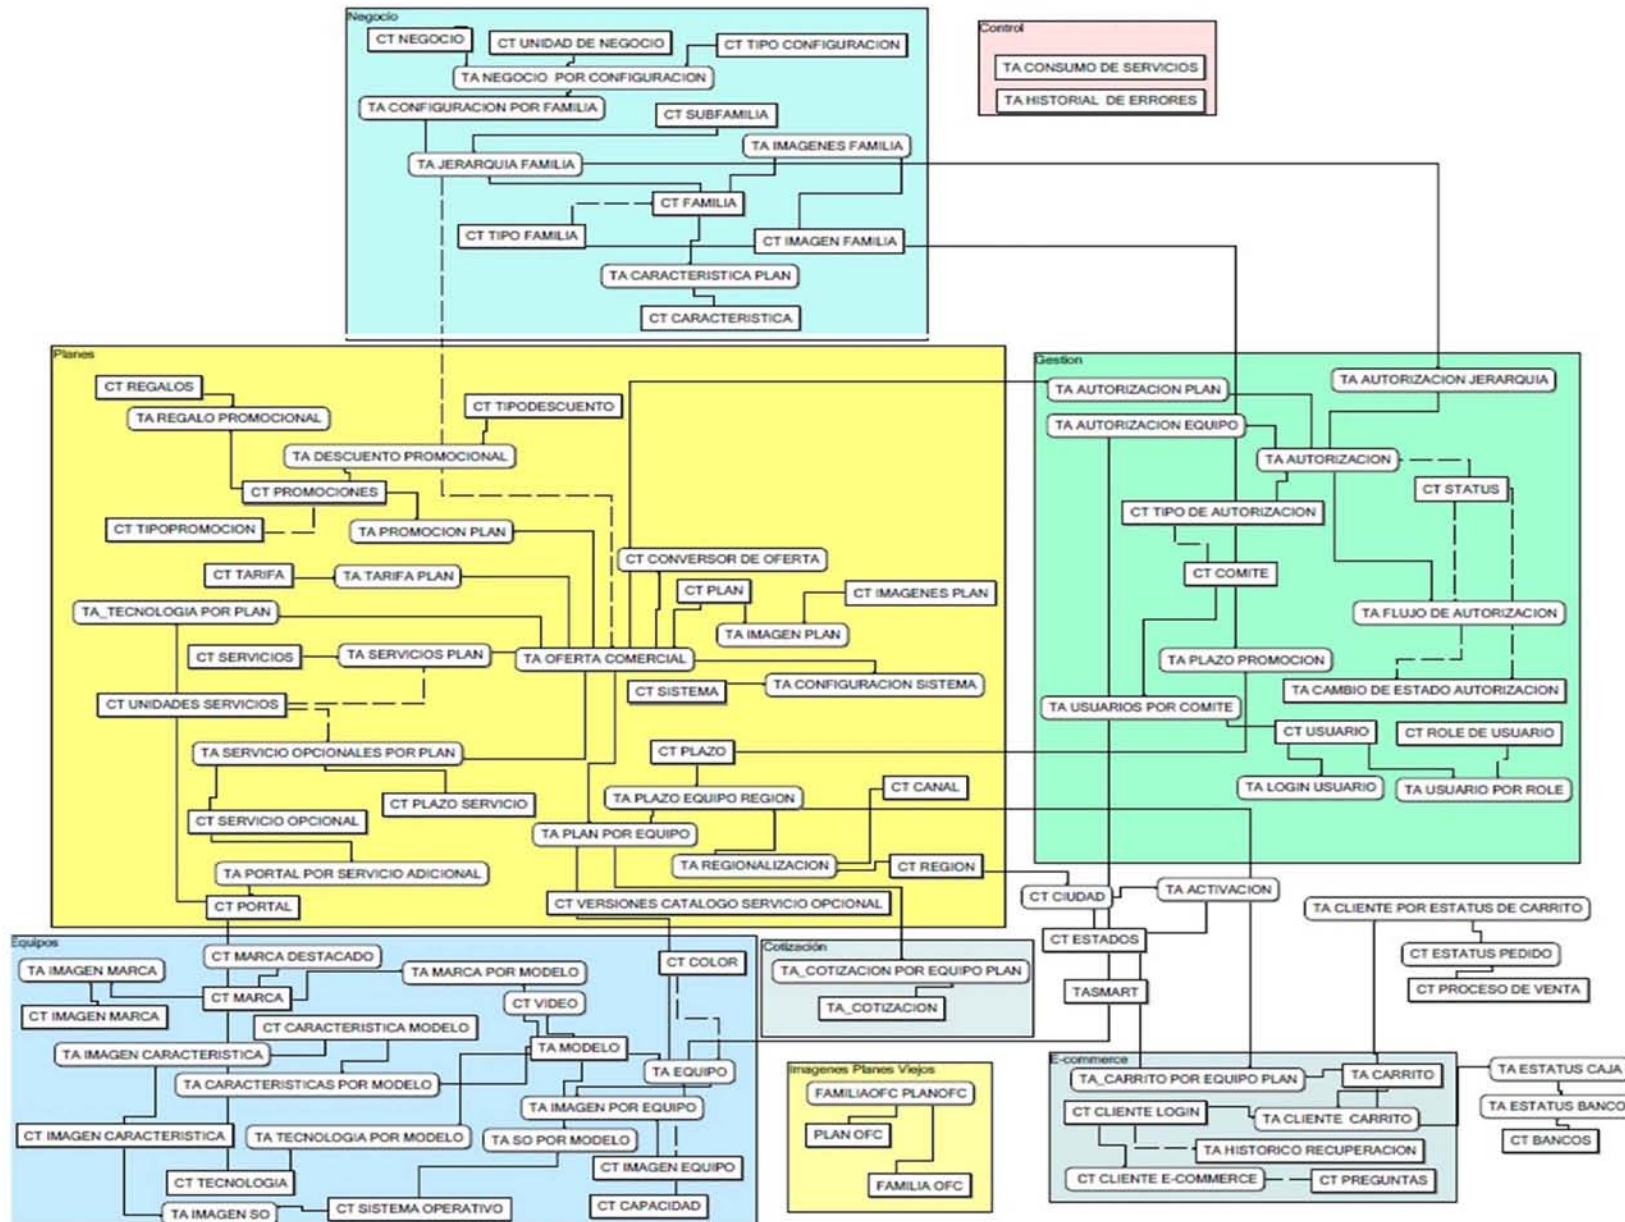 Negocio
CT NEGOCIO
CT UNIDAD DE NEGOCIO
CT TIPO CONFIGURACION
TA NEGOCIO POR CONFIGURACION
TA CONFIGURACION POR FAMILIA
CT SUBFAMILIA
TA IMAGENES FAMILIA
TA JERARQUIA FAMILIA
CT FAMILIA
CT TIPO FAMILIA
CT IMAGEN FAMILIA
TA CARACTERISTICA PLAN
CT CARACTERISTICA
Control
TA CONSUMO DE SERVICIOS
TA HISTORIAL DE ERRORES
Planes
CT REGALOS
TA REGALO PROMOCIONAL
CT TIPODESCUENTO
TA DESCUENTO PROMOCIONAL
CT PROMOCIONES
CT TIPOPROMOCION
TA PROMOCION PLAN
CT CONVERSOR DE OFERTA
CT TARIFA
TA TARIFA PLAN
CT PLAN
CT IMAGENES PLAN
TA_TECNOLOGIA POR PLAN
TA IMAGEN PLAN
CT SERVICIOS
TA SERVICIOS PLAN
TA OFERTA COMERCIAL
CT SISTEMA
TA CONFIGURACION SISTEMA
CT UNIDADES SERVICIOS
TA SERVICIO OPCIONALES POR PLAN
CT PLAZO
CT PLAZO SERVICIO
TA PLAZO EQUIPO REGION
CT CANAL
CT SERVICIO OPCIONAL
TA PLAN POR EQUIPO
TA REGIONALIZACION
CT REGION
TA PORTAL POR SERVICIO ADICIONAL
CT PORTAL
CT VERSIONES CATALOGO SERVICIO OPCIONAL
Gestion
TA AUTORIZACION PLAN
TA AUTORIZACION JERARQUIA
TA AUTORIZACION EQUIPO
TA AUTORIZACION
CT STATUS
CT TIPO DE AUTORIZACION
CT COMITE
TA FLUJO DE AUTORIZACION
TA PLAZO PROMOCION
TA CAMBIO DE ESTADO AUTORIZACION
TA USUARIOS POR COMITE
CT USUARIO
CT ROLE DE USUARIO
TA LOGIN USUARIO
TA USUARIO POR ROLE
CT CIUDAD
TA ACTIVACION
CT ESTADOS
TASMART
TA CLIENTE POR ESTATUS DE CARRITO
CT ESTATUS PEDIDO
CT PROCESO DE VENTA
Equipos
TA IMAGEN MARCA
CT MARCA DESTACADO
TA MARCA POR MODELO
CT COLOR
CT MARCA
CT VIDEO
CT IMAGEN MARCA
CT CARACTERISTICA MODELO
TA IMAGEN CARACTERISTICA
TA MODELO
TA EQUIPO
TA CARACTERISTICAS POR MODELO
TA IMAGEN POR EQUIPO
CT IMAGEN CARACTERISTICA
TA TECNOLOGIA POR MODELO
TA SO POR MODELO
CT IMAGEN EQUIPO
CT TECNOLOGIA
CT SISTEMA OPERATIVO
CT CAPACIDAD
TA IMAGEN SO
Cotización
TA_COTIZACION POR EQUIPO PLAN
TA_COTIZACION
Imagenes Planes Viejos
FAMILIAOFC PLANOFC
PLAN OFC
FAMILIA OFC
E-commerce
TA_CARRITO POR EQUIPO PLAN
TA CARRITO
CT CLIENTE LOGIN
TA CLIENTE CARRITO
TA HISTORICO RECUPERACION
CT CLIENTE E-COMMERCE
CT PREGUNTAS
TA ESTATUS CAJA
TA ESTATUS BANCO
CT BANCOS